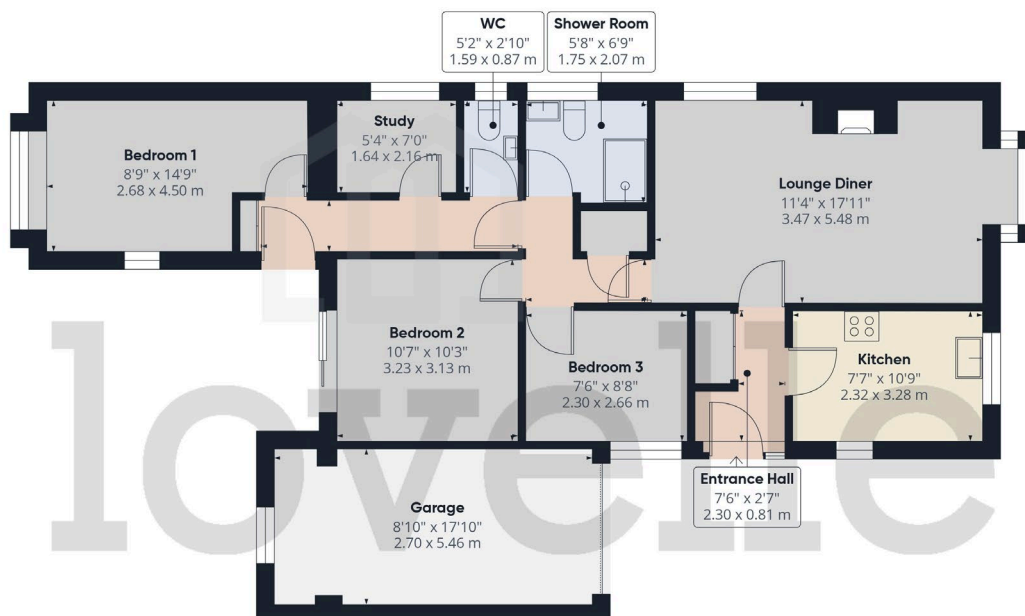 WC
5'2" x 2'10"
1.59 x 0.87 m
Shower Room
5'8" x 6'9"
1.75 x 2.07 m
Study
5'4" x 7'0"
1.64 x 2.16 m
Bedroom 1
8'9" x 14'9"
2.68 x 4.50 m
Lounge Diner
11'4" x 17'11"
3.47 x 5.48 m
Bedroom 2
10'7" x 10'3"
3.23 x 3.13 m
Bedroom 3
7'6" x 8'8"
2.30 x 2.66 m
Kitchen
7'7" x 10'9"
2.32 x 3.28 m
Entrance Hall
7'6" x 2'7"
2.30 x 0.81 m
Garage
8'10" x 17'10"
2.70 x 5.46 m
lovelle